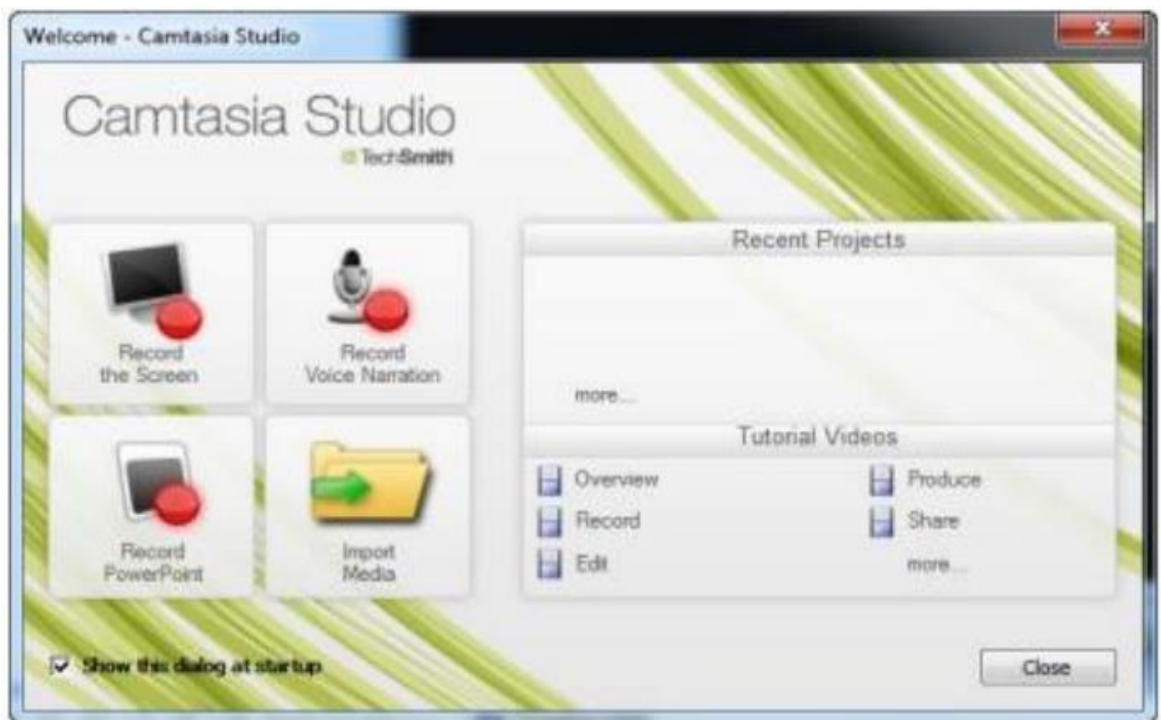 Welcome - Camtasia Studio
Camtasia Studio
TechSmith
Record
the Screen
Record
Voice Narration
Record
PowerPoint
Import
Media
Recent Projects
more...
Tutorial Videos
Overview
Record
Edit
Produce
Share
more...
Show this dialog at startup
Close